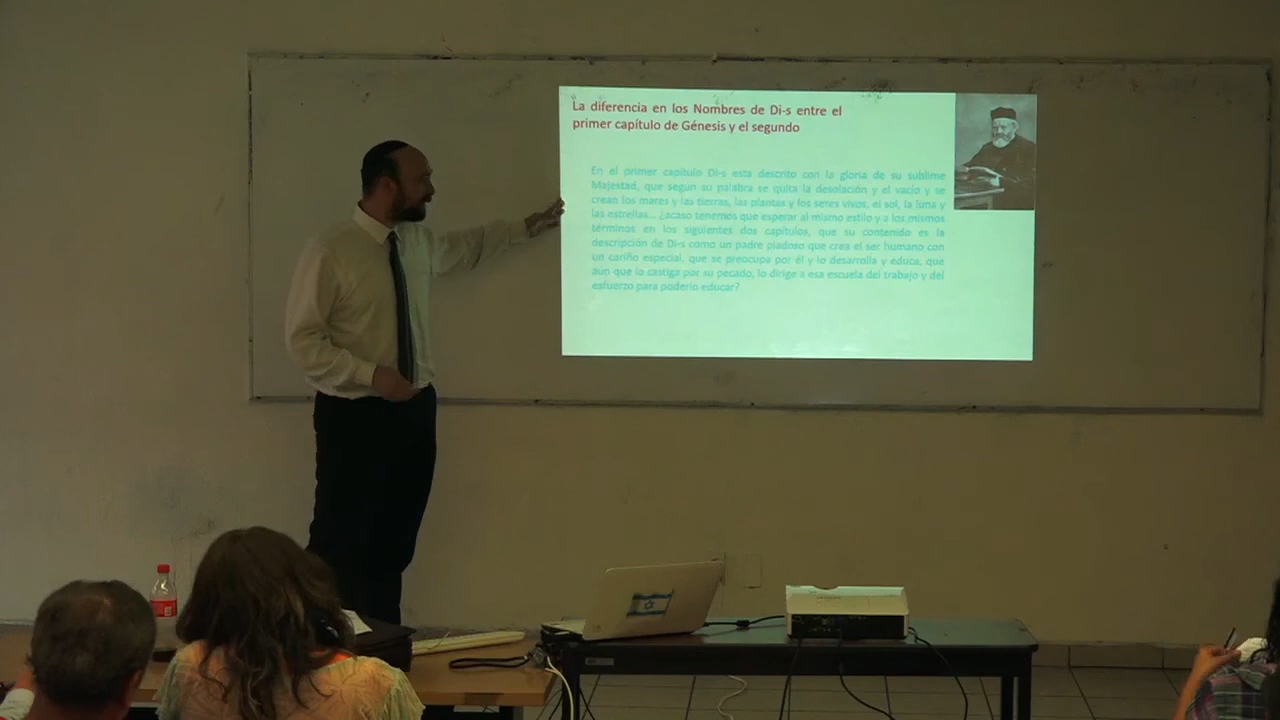 La diferencia en los Nombres de Di-s entre el
primer capítulo de Génesis y el segundo
En el primer capítulo Di-s esta descrito con la gloria de su sublime
Majestad, que según su palabra se quita la desolación y el vacío y se
crean los mares y las tierras, las plantas y los seres vivos, el sol, la luna y
las estrellas... ¿acaso tenemos que esperar al mismo estilo y a los mismos
términos en los siguientes dos capítulos, que su contenido es la
descripción de Di-s como un padre piadoso que crea el ser humano con
un cariño especial, que se preocupa por él y lo desarrolla y educa, que
aun que lo castiga por su pecado, lo dirige a esa escuela del trabajo y del
esfuerzo para poderlo educar?